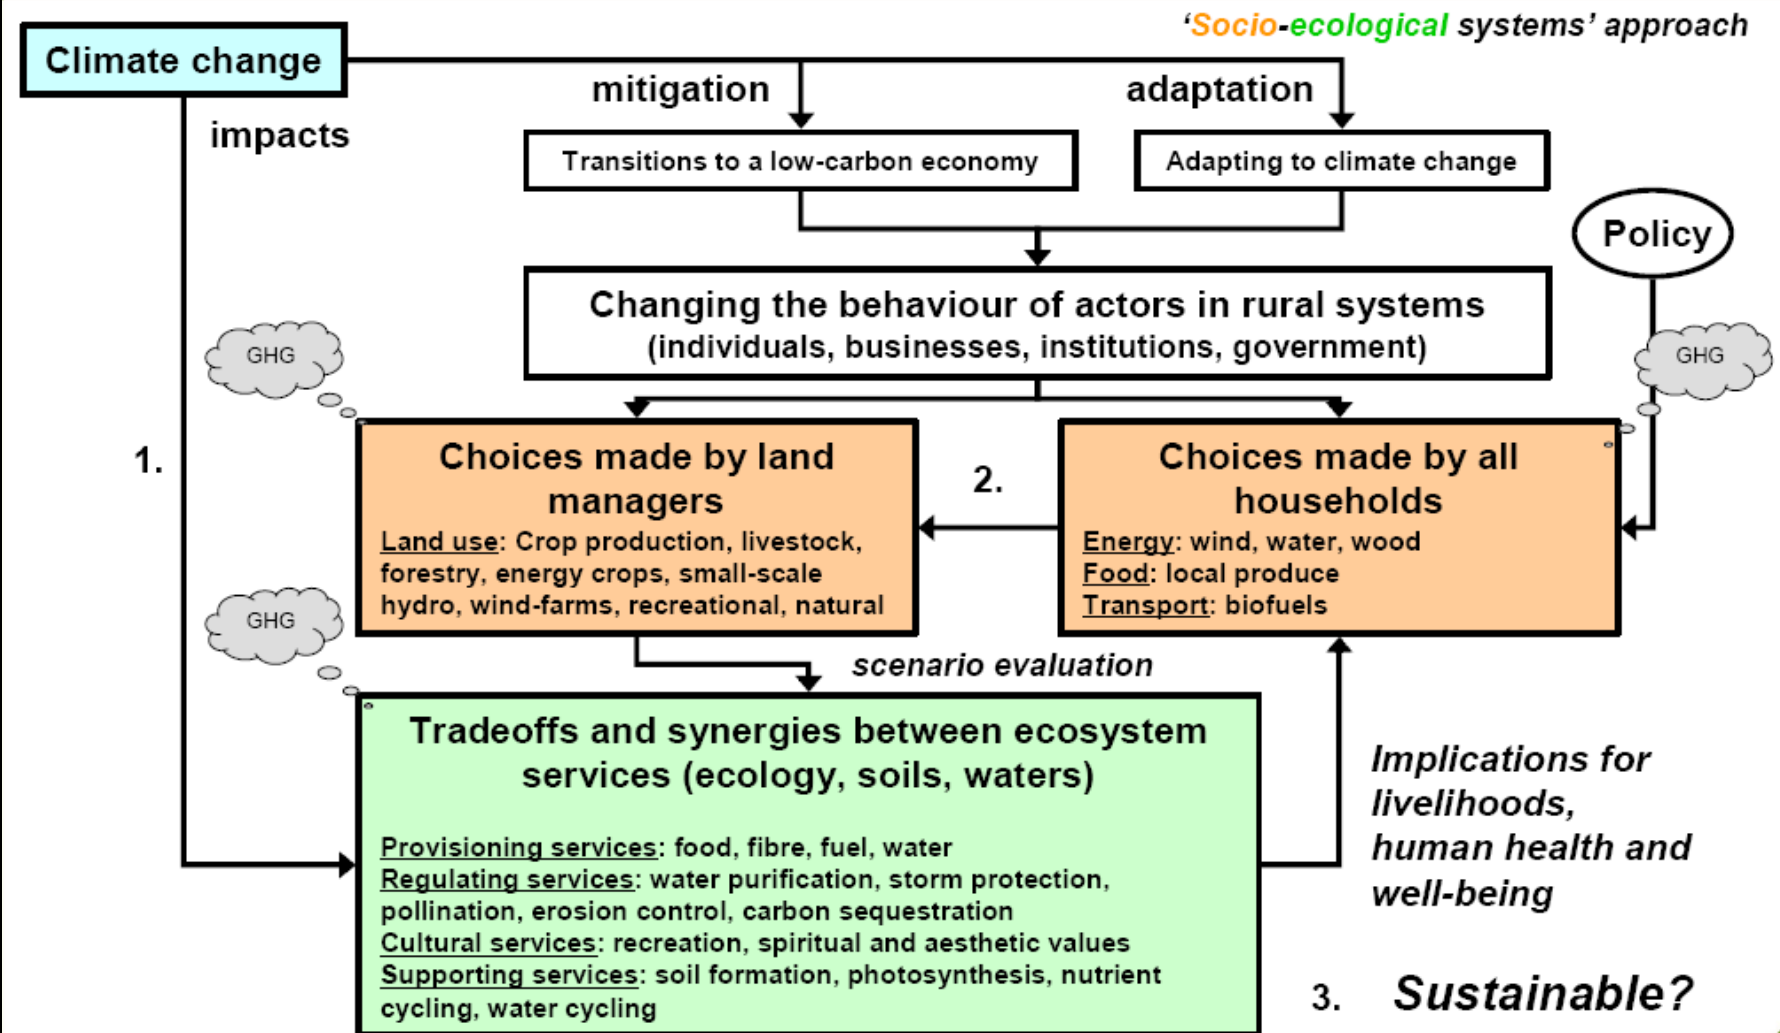 ‘Socio-ecological systems’ approach
Climate change
mitigation
adaptation
impacts
Transitions to a low-carbon economy
Adapting to climate change
Policy
Changing the behaviour of actors in rural systems
(individuals, businesses, institutions, government)
GHG
GHG
1.
Choices made by land
managers
Land use: Crop production, livestock,
forestry, energy crops, small-scale
hydro, wind-farms, recreational, natural
2.
Choices made by all
households
Energy: wind, water, wood
Food: local produce
Transport: biofuels
GHG
scenario evaluation
Tradeoffs and synergies between ecosystem
services (ecology, soils, waters)
Provisioning services: food, fibre, fuel, water
Regulating services: water purification, storm protection,
pollination, erosion control, carbon sequestration
Cultural services: recreation, spiritual and aesthetic values
Supporting services: soil formation, photosynthesis, nutrient
cycling, water cycling
Implications for
livelihoods,
human health and
well-being
3. Sustainable?